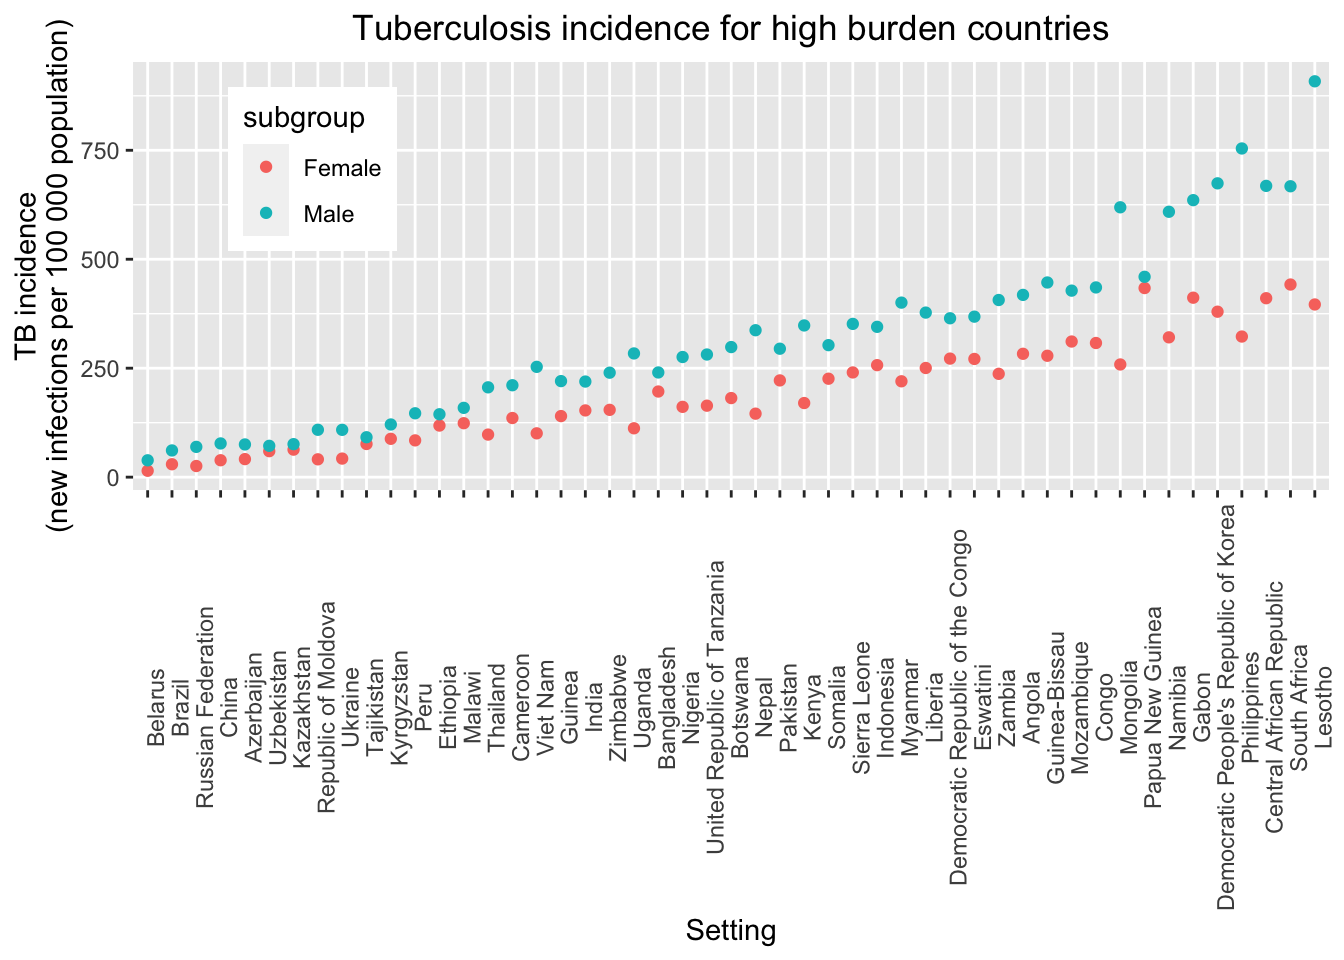 Tuberculosis incidence for high burden countries
TB incidence
(new infections per 100 000 population)
subgroup
Female
Male
750
500
250
0
Belarus
Brazil
Russian Federation
China
Azerbaijan
Uzbekistan
Kazakhstan
Republic of Moldova
Ukraine
Tajikistan
Kyrgyzstan
Peru
Ethiopia
Malawi
Thailand
Cameroon
Viet Nam
Guinea
India
Zimbabwe
Uganda
Bangladesh
Nigeria
United Republic of Tanzania
Botswana
Nepal
Pakistan
Kenya
Somalia
Sierra Leone
Indonesia
Myanmar
Liberia
Democratic Republic of the Congo
Eswatini
Zambia
Angola
Guinea-Bissau
Mozambique
Congo
Mongolia
Papua New Guinea
Namibia
Gabon
Democratic People's Republic of Korea
Philippines
Central African Republic
South Africa
Lesotho
Setting